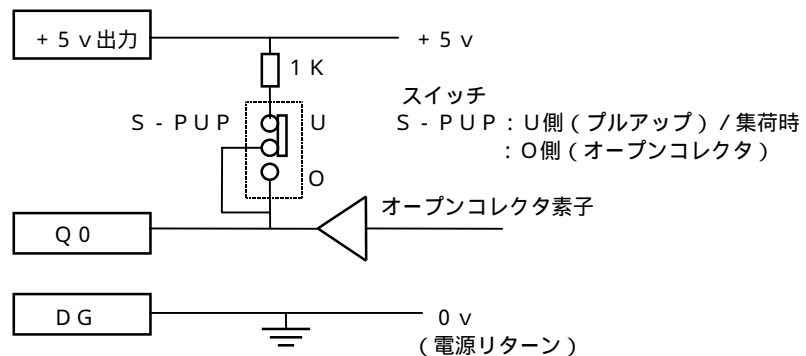 +5v出力
+5v
1K
スイッチ
S-PUP
U
S-PUP：U側（プルアップ）/集荷時
：O側（オープンコレクタ）
O
オープンコレクタ素子
Q0
DG
0v
（電源リターン）